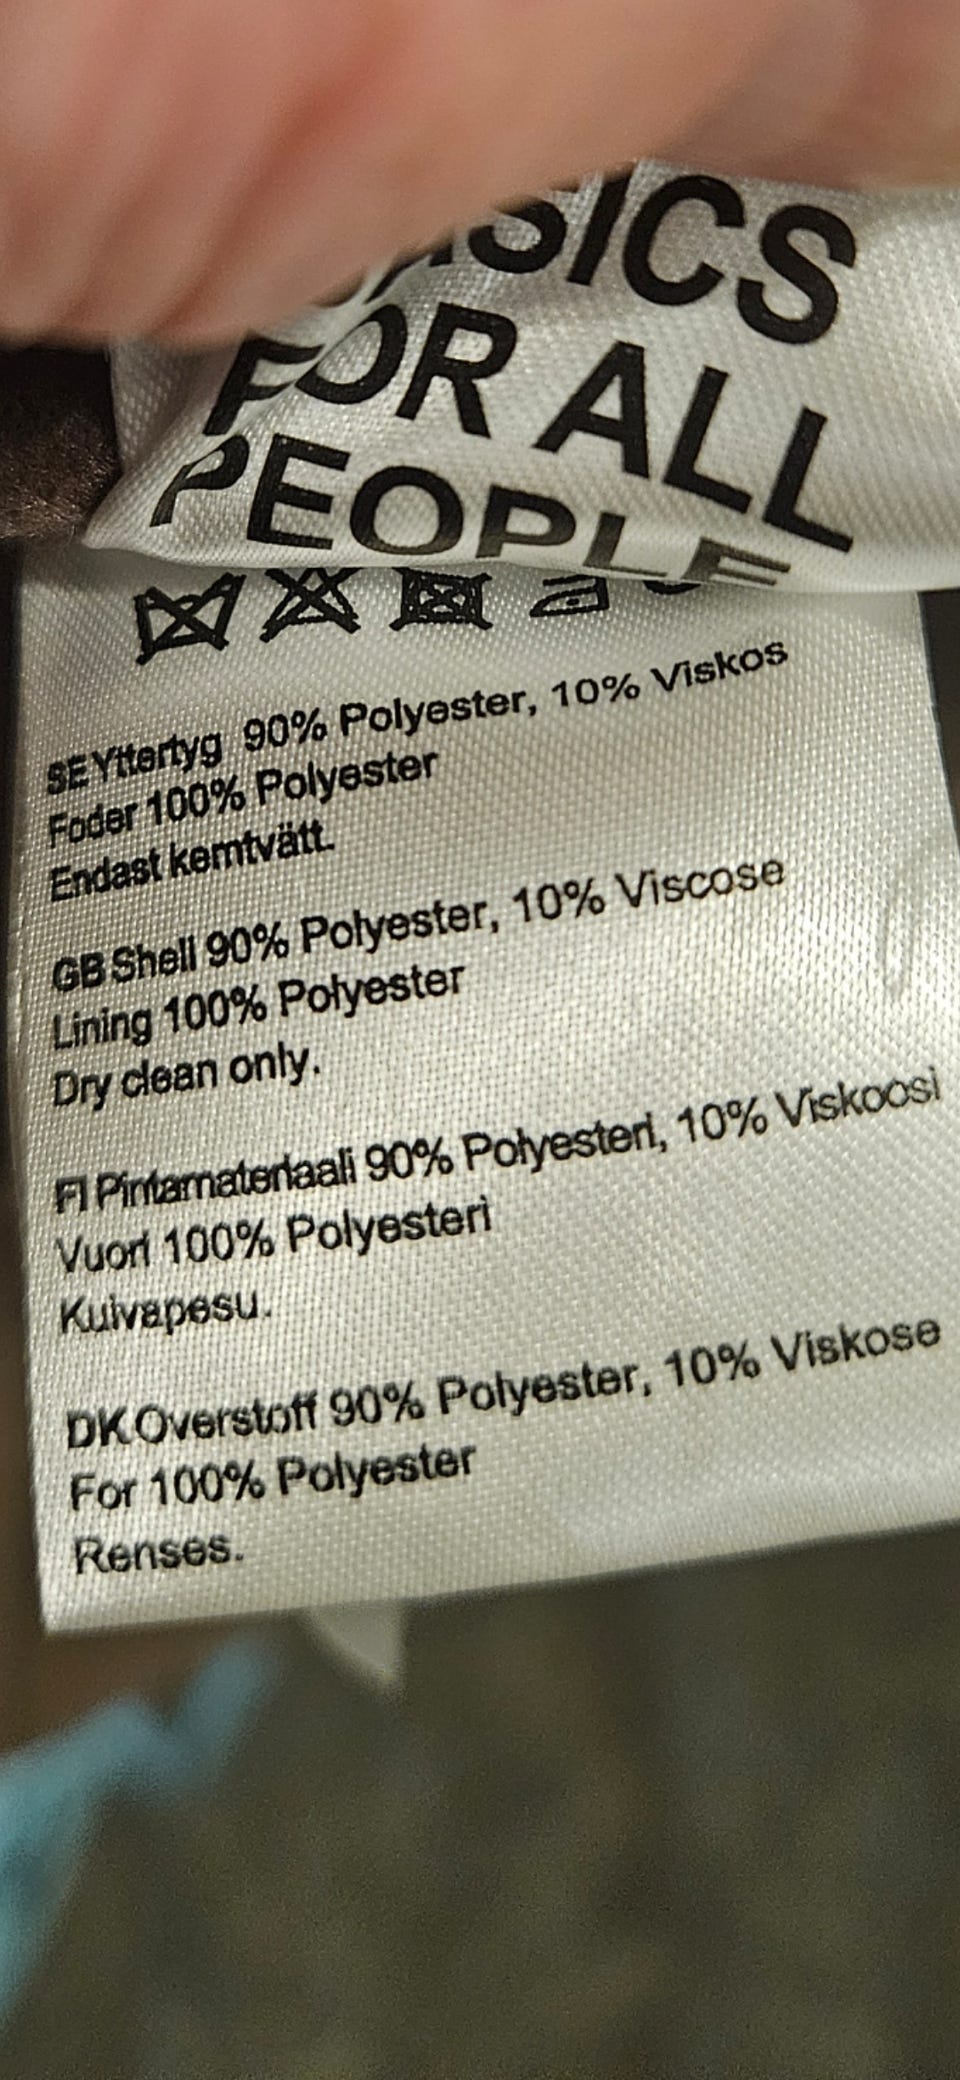 ASICS
FOR ALL
PEOPLE
SE Yttertyg 90% Polyester, 10% Viskos
Foder 100% Polyester
Endast kemtvätt.
GB Shell 90% Polyester, 10% Viscose
Lining 100% Polyester
Dry clean only.
FI Pintamateriaali 90% Polyesteri, 10% Viskoosi
Vuori 100% Polyesteri
Kuivapesu.
DK Overstoff 90% Polyester, 10% Viskose
For 100% Polyester
Renses.